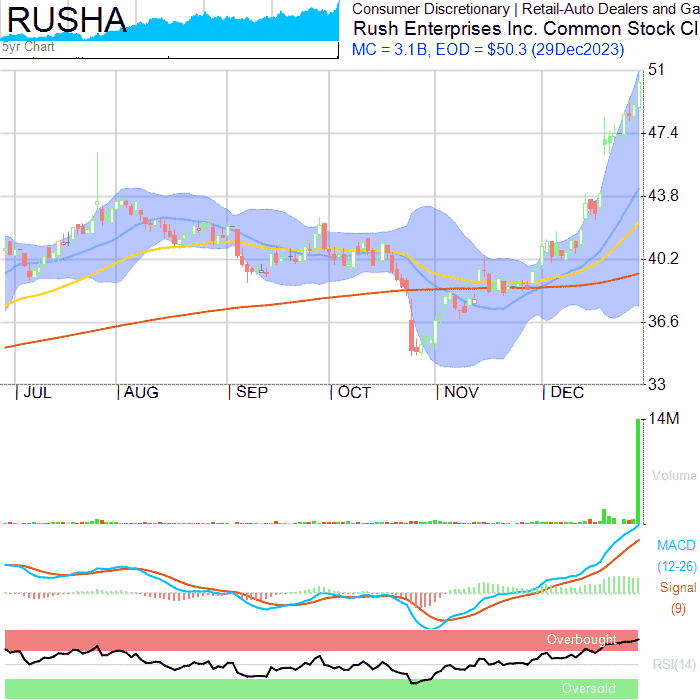 RUSHA
5yr Chart
Consumer Discretionary | Retail-Auto Dealers and Ga
Rush Enterprises Inc. Common Stock Cl
MC = 3.1B, EOD = $50.3 (29Dec2023)
51
47.4
43.8
40.2
36.6
33
JUL AUG SEP OCT NOV DEC
14M
Volume
MACD
(12-26)
Signal
(9)
Overbought
RSI(14)
Oversold